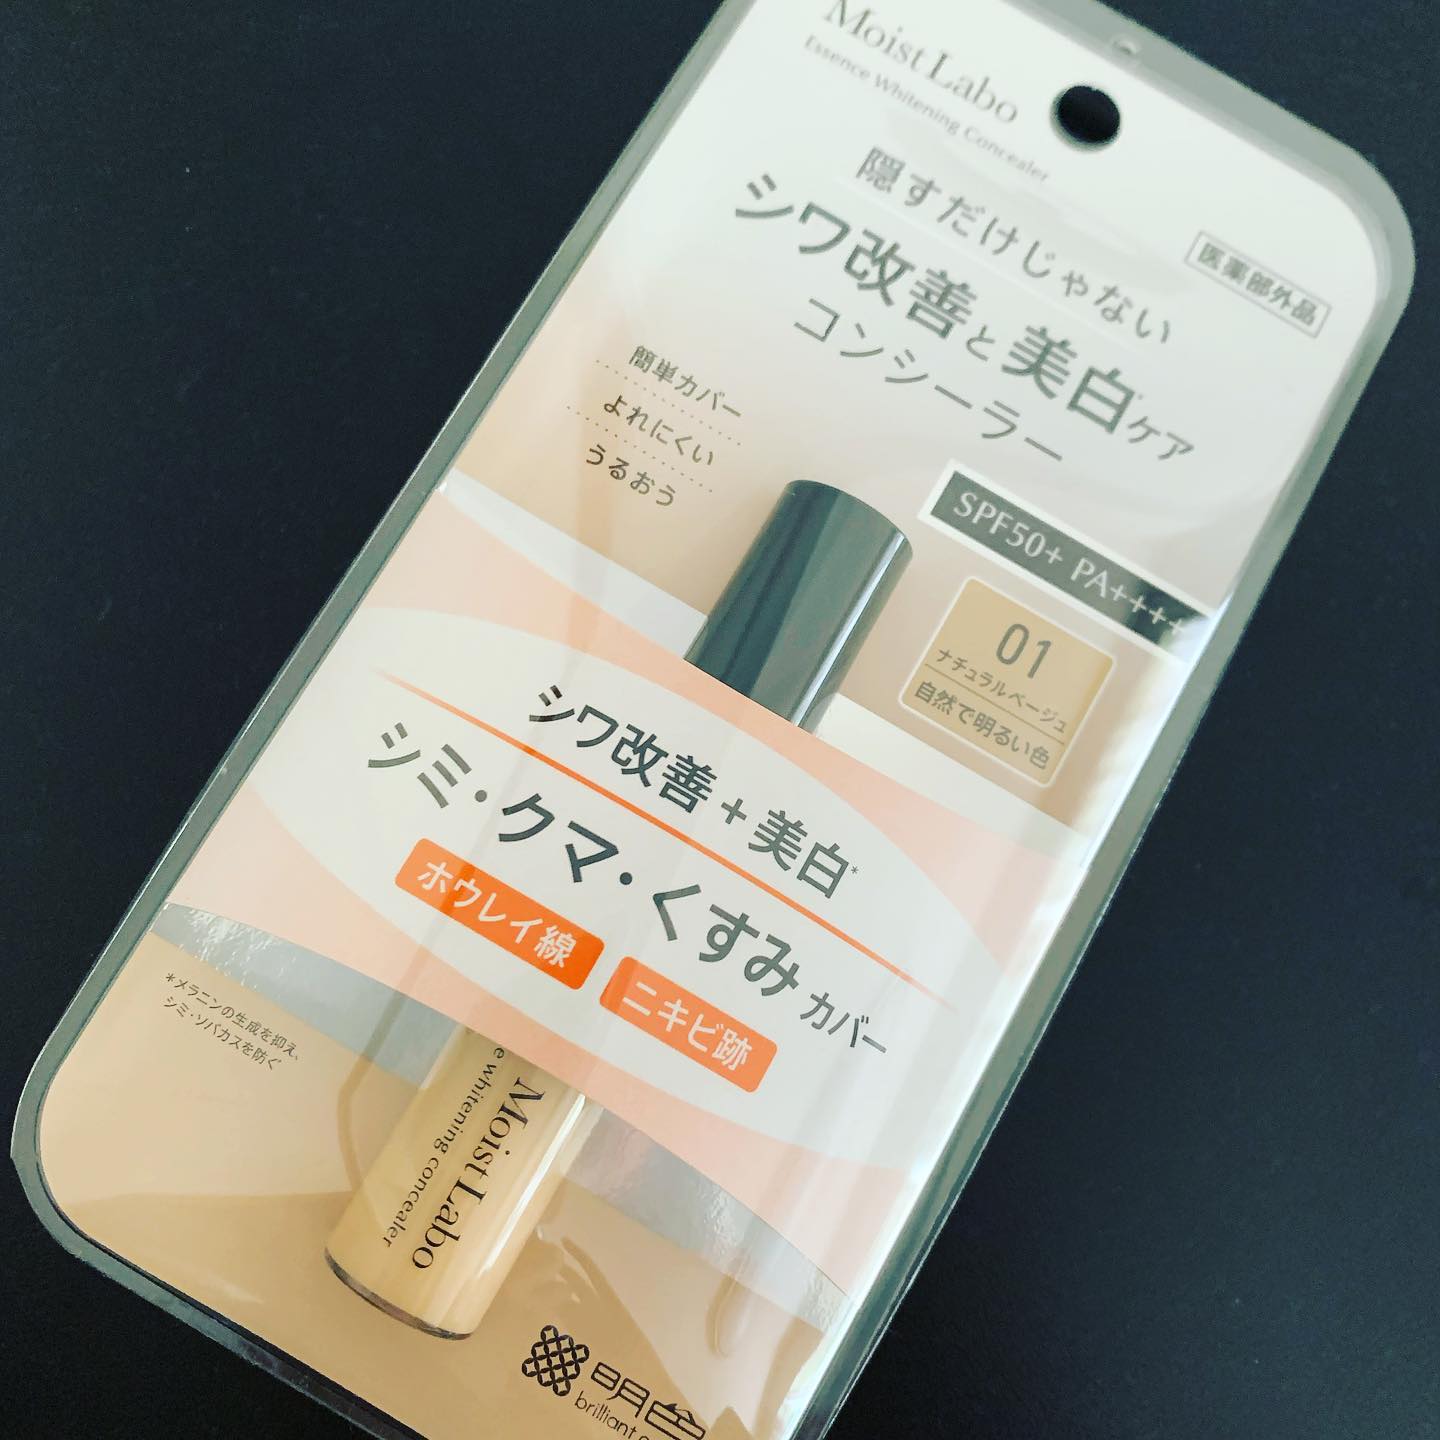 Moist Labo
Essence Whitening Concealer
隠すだけじゃない
シワ改善と美白*ケア
コンシーラー
医薬部外品
簡単カバー
よれにくい
うるおう
SPF50+ PA++++
01
ナチュラルベージュ
自然で明るい色
シワ改善+美白*
シミ・クマ・くすみカバー
ホウレイ線
ニキビ跡
*メラニンの生成を抑え、
シミ・ソバカスを防ぐ
Moist Labo
whitening concealer
明色
brilliant